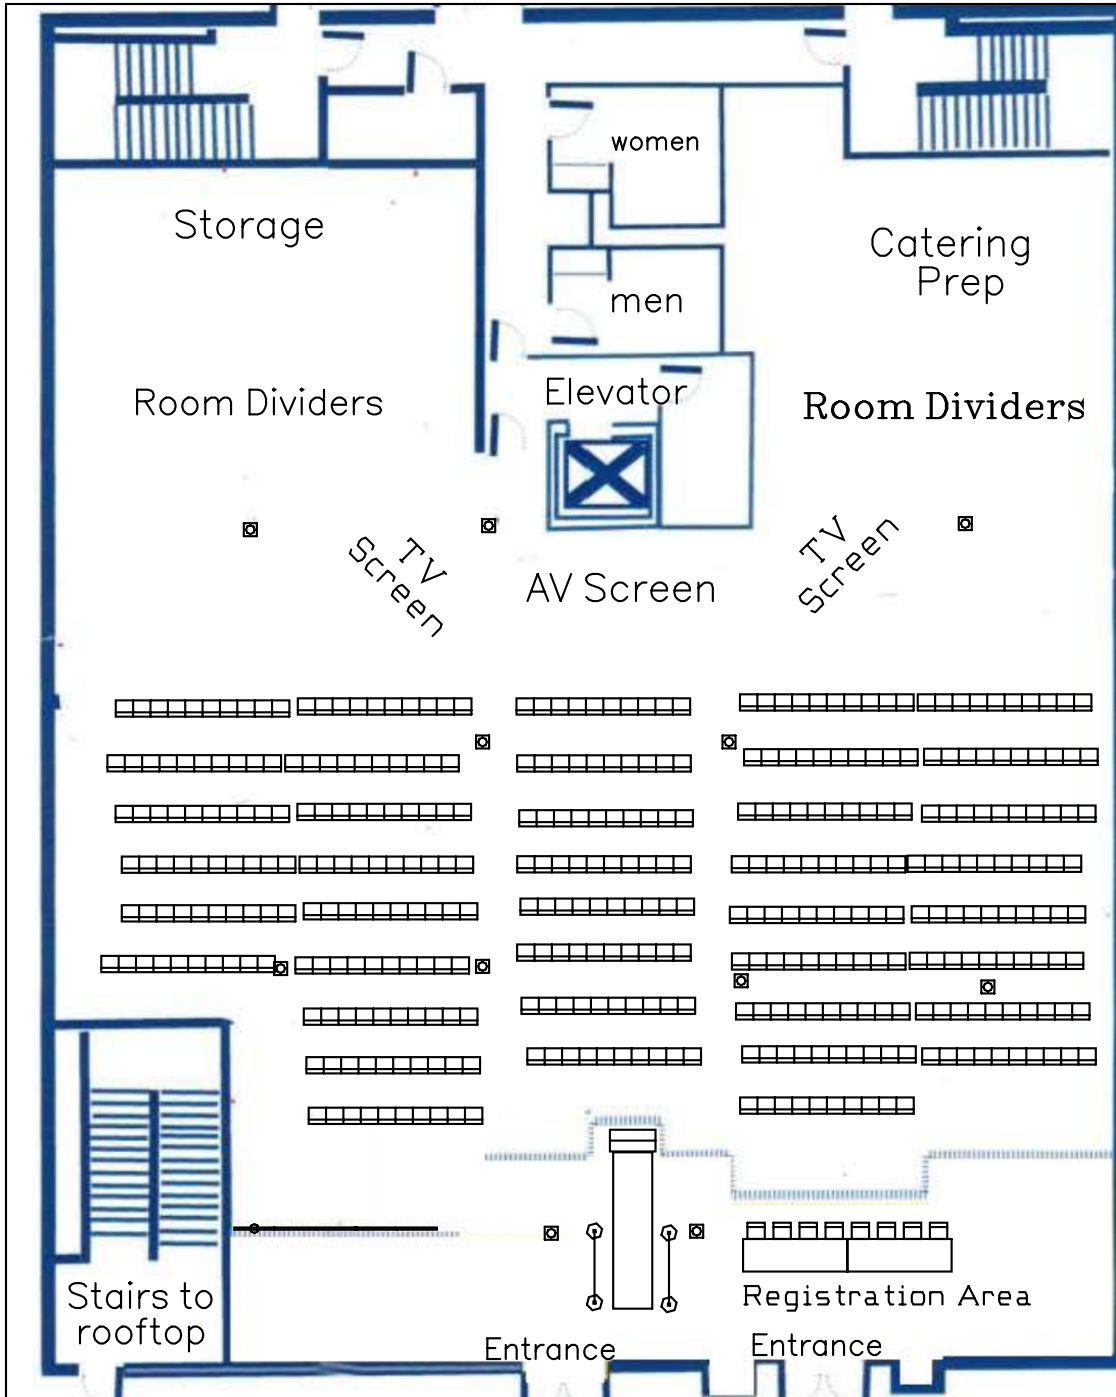 women
Storage
Catering
Prep
men
Elevator
Room Dividers
Room Dividers
TV
Screen
TV
Screen
AV Screen
Stairs to
rooftop
Registration Area
Entrance
Entrance